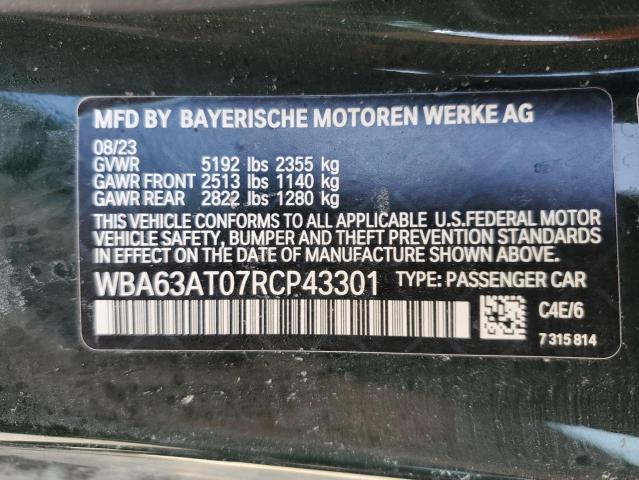 MFD BY BAYERISCHE MOTOREN WERKE AG
08/23
GVWR 5192 lbs 2355 kg
GAWR FRONT 2513 lbs 1140 kg
GAWR REAR 2822 lbs 1280 kg
THIS VEHICLE CONFORMS TO ALL APPLICABLE U.S.FEDERAL MOTOR
VEHICLE SAFETY, BUMPER AND THEFT PREVENTION STANDARDS
IN EFFECT ON THE DATE OF MANUFACTURE SHOWN ABOVE.
WBA63AT07RCP43301 TYPE: PASSENGER CAR
C4E/6
7 315 814